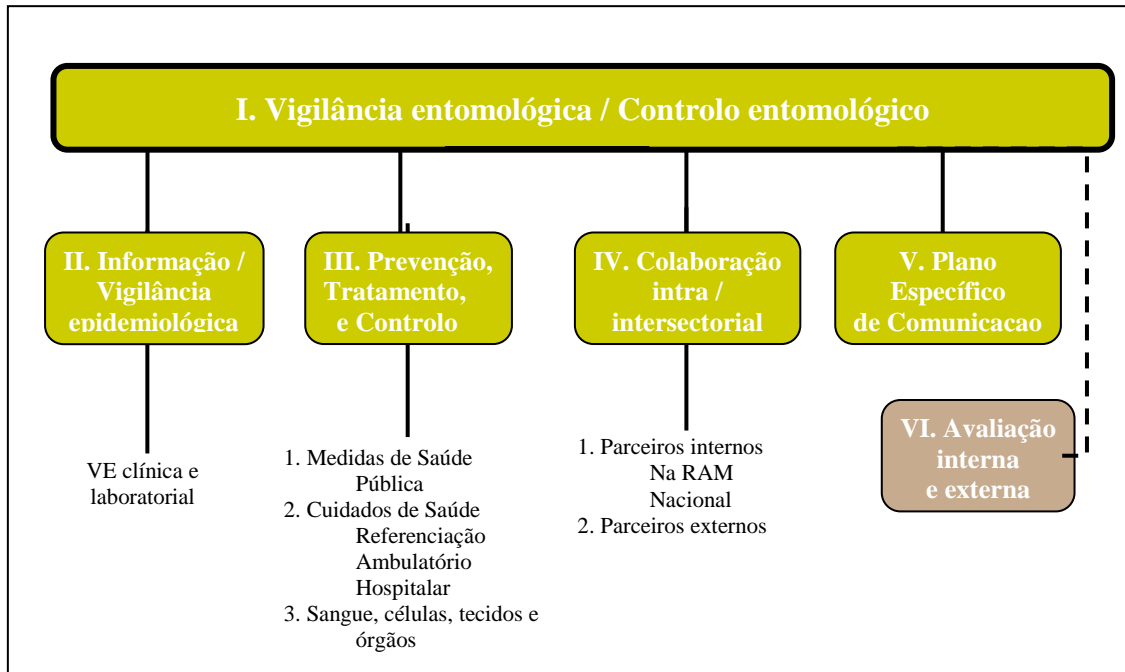 I. Vigilância entomológica / Controlo entomológico
II. Informação /
Vigilância
epidemiológica
III. Prevenção,
Tratamento,
e Controlo
IV. Colaboração
intra /
intersectorial
V. Plano
Específico
de Comunicacao
VI. Avaliação
interna
e externa
VE clínica e
laboratorial
1. Medidas de Saúde
Pública
2. Cuidados de Saúde
Referenciação
Ambulatório
Hospitalar
3. Sangue, células, tecidos e
órgãos
1. Parceiros internos
Na RAM
Nacional
2. Parceiros externos